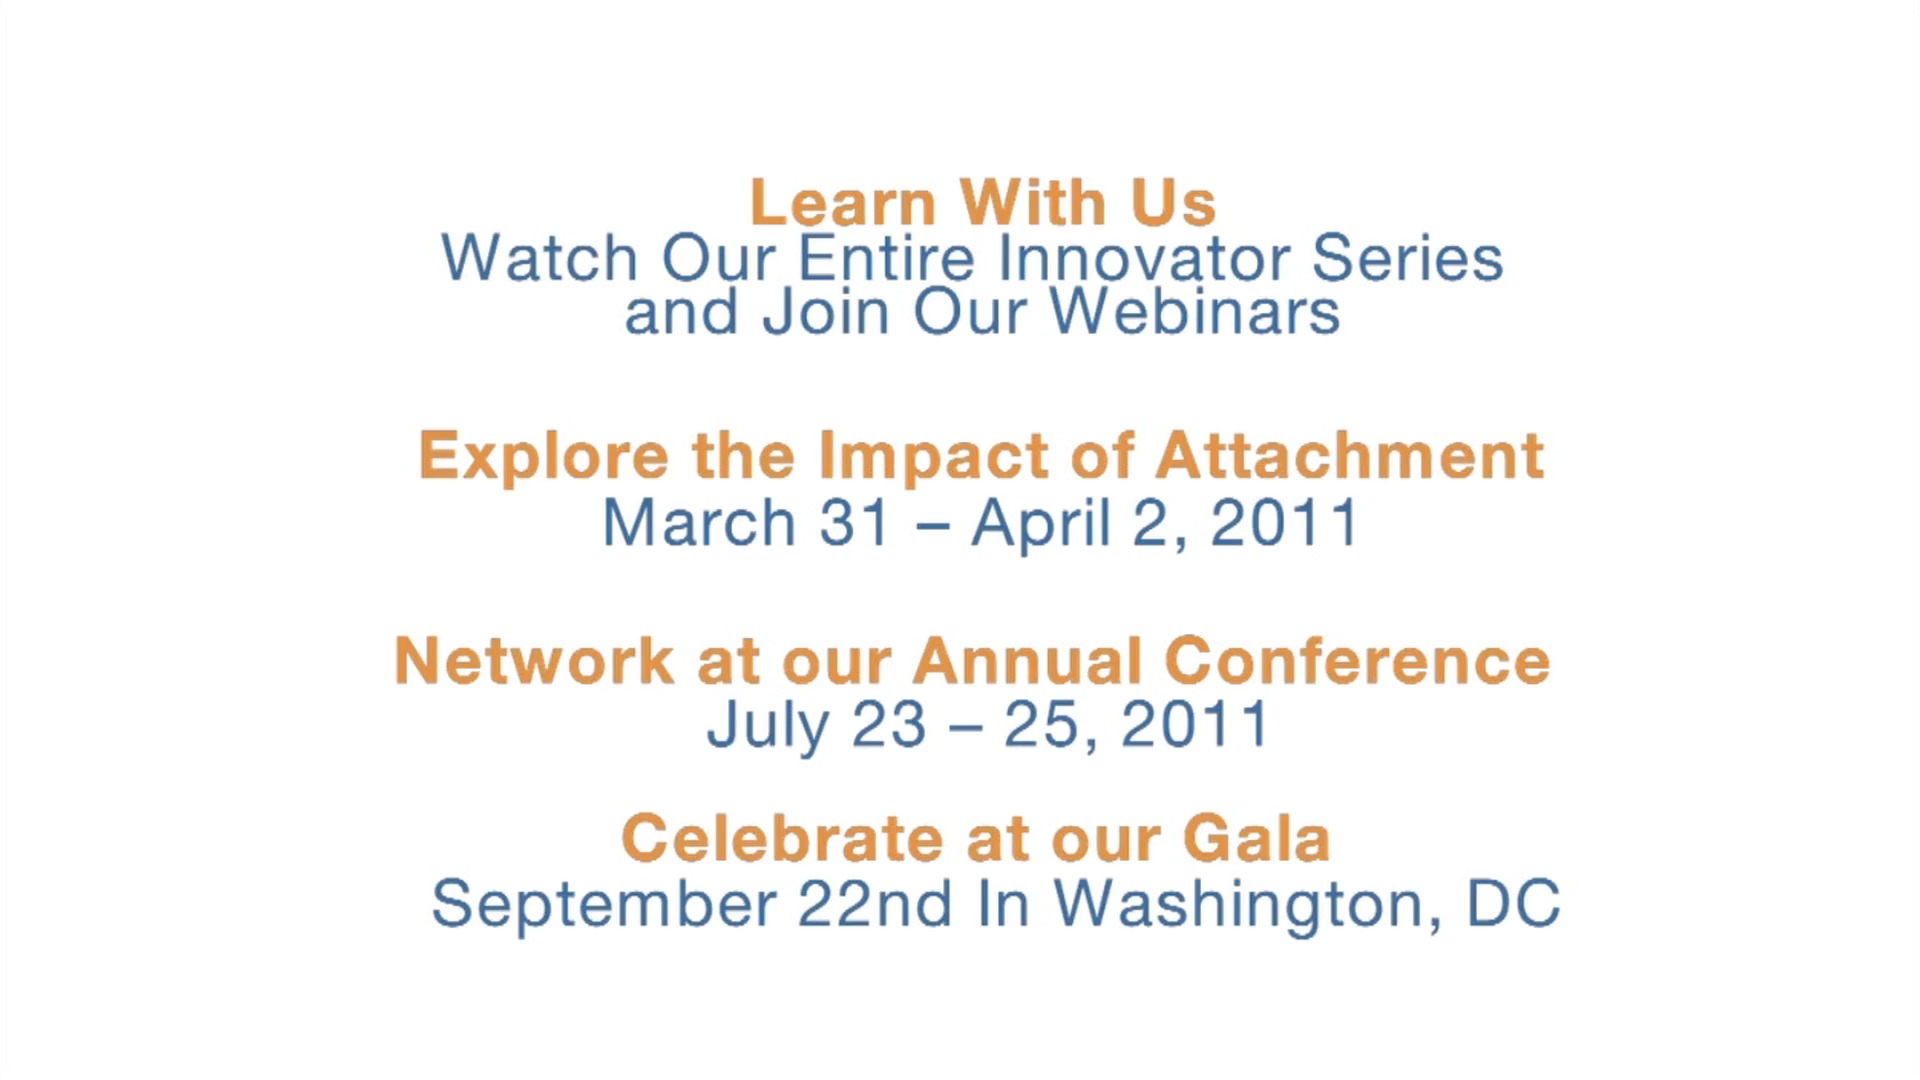 Learn With Us
Watch Our Entire Innovator Series
and Join Our Webinars
Explore the Impact of Attachment
March 31 – April 2, 2011
Network at our Annual Conference
July 23 – 25, 2011
Celebrate at our Gala
September 22nd In Washington, DC